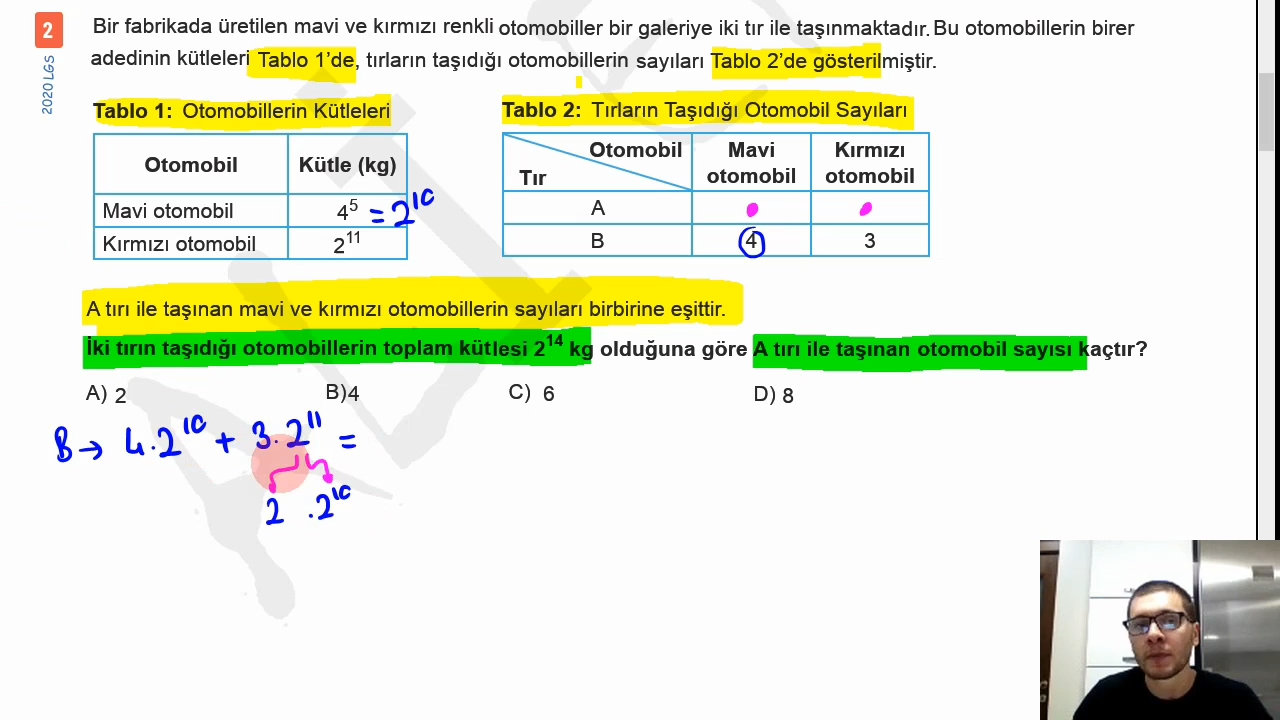 2
2020 LGS
Bir fabrikada üretilen mavi ve kırmızı renkli otomobiller bir galeriye iki tır ile taşınmaktadır. Bu otomobillerin birer
adedinin kütleleri Tablo 1'de, tırların taşıdığı otomobillerin sayıları Tablo 2'de gösterilmiştir.
Tablo 1: Otomobillerin Kütleleri
Otomobil Kütle (kg)
Mavi otomobil 4⁵ = 2¹⁰
Kırmızı otomobil 2¹¹
Tablo 2: Tırların Taşıdığı Otomobil Sayıları
Otomobil Tır Mavi otomobil Kırmızı otomobil
A
B 4 3
A tırı ile taşınan mavi ve kırmızı otomobillerin sayıları birbirine eşittir.
İki tırın taşıdığı otomobillerin toplam kütlesi 2¹⁴ kg olduğuna göre A tırı ile taşınan otomobil sayısı kaçtır?
A) 2 B)4 C) 6 D) 8
B → 4.2¹⁰ + 3.2¹¹ =
2 .2¹⁰